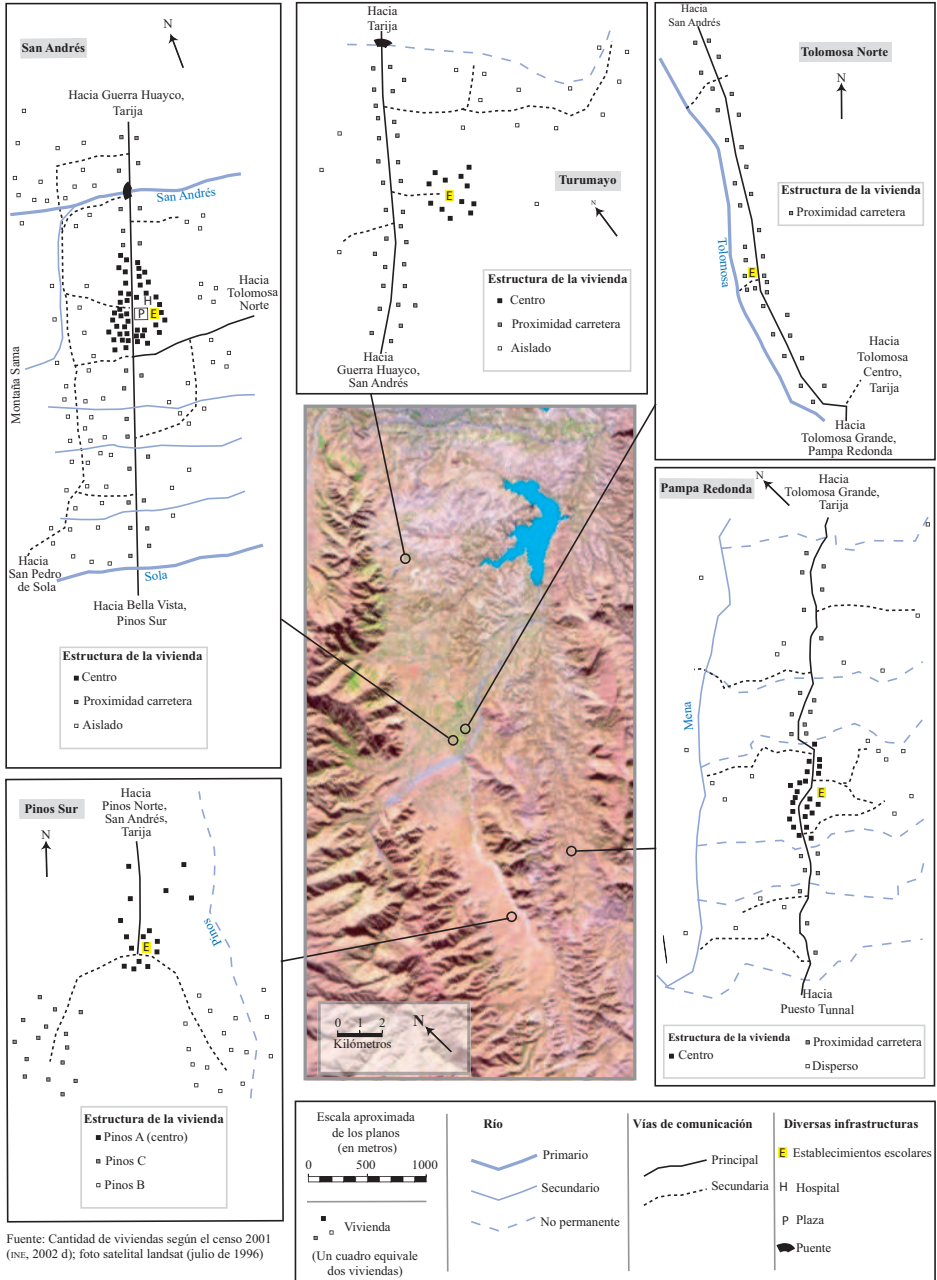 San Andrés
N
Hacia Guerra Huayco,
Tarija
San Andrés
H
P E
Hacia
Tolomosa
Norte
Montaña Sama
Hacia
San Pedro
de Sola
Sola
Hacia Bella Vista,
Pinos Sur
Estructura de la vivienda
Centro
Proximidad carretera
Aislado
Hacia
Tarija
E
Turumayo
N
Hacia
Guerra Huayco,
San Andrés
Estructura de la vivienda
Centro
Proximidad carretera
Aislado
Hacia
San Andrés
Tolomosa Norte
N
Estructura de la vivienda
Proximidad carretera
Tolomosa
E
Hacia
Tolomosa
Centro,
Tarija
Hacia
Tolomosa Grande,
Pampa Redonda
Pampa Redonda
N
Hacia
Tolomosa Grande,
Tarija
Mena
E
Hacia
Puesto Tunnal
Estructura de la vivienda
Centro
Proximidad carretera
Disperso
Pinos Sur
N
Hacia
Pinos Norte,
San Andrés,
Tarija
Pinos
E
Estructura de la vivienda
Pinos A (centro)
Pinos C
Pinos B
0 1 2
Kilómetros
N
Escala aproximada
de los planos
(en metros)
0 500 1000
Vivienda
(Un cuadro equivale
dos viviendas)
Río
Primario
Secundario
No permanente
Vías de comunicación
Principal
Secundaria
Diversas infrastructuras
E Establecimientos escolares
H Hospital
P Plaza
Puente
Fuente: Cantidad de viviendas según el censo 2001
(INE, 2002 d); foto satelital landsat (julio de 1996)